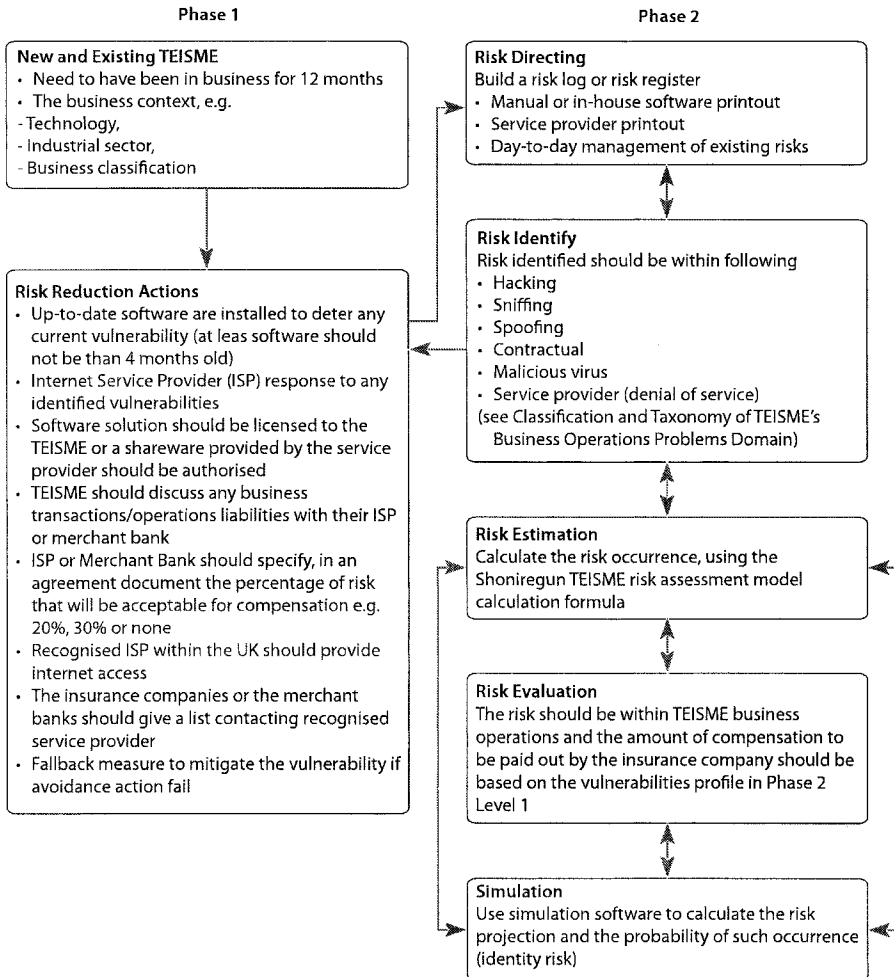 Phase 1
New and Existing TEISME
• Need to have been in business for 12 months
• The business context, e.g.
- Technology,
- Industrial sector,
- Business classification
Risk Reduction Actions
• Up-to-date software are installed to deter any
current vulnerability (at leas software should
not be than 4 months old)
• Internet Service Provider (ISP) response to any
identified vulnerabilities
• Software solution should be licensed to the
TEISME or a shareware provided by the service
provider should be authorised
• TEISME should discuss any business
transactions/operations liabilities with their ISP
or merchant bank
• ISP or Merchant Bank should specify, in an
agreement document the percentage of risk
that will be acceptable for compensation e.g.
20%, 30% or none
• Recognised ISP within the UK should provide
internet access
• The insurance companies or the merchant
banks should give a list contacting recognised
service provider
• Fallback measure to mitigate the vulnerability if
avoidance action fail
Phase 2
Risk Directing
Build a risk log or risk register
• Manual or in-house software printout
• Service provider printout
• Day-to-day management of existing risks
Risk Identify
Risk identified should be within following
• Hacking
• Sniffing
• Spoofing
• Contractual
• Malicious virus
• Service provider (denial of service)
(see Classification and Taxonomy of TEISME's
Business Operations Problems Domain)
Risk Estimation
Calculate the risk occurrence, using the
Shoniregun TEISME risk assessment model
calculation formula
Risk Evaluation
The risk should be within TEISME business
operations and the amount of compensation to
be paid out by the insurance company should be
based on the vulnerabilities profile in Phase 2
Level 1
Simulation
Use simulation software to calculate the risk
projection and the probability of such occurrence
(identity risk)